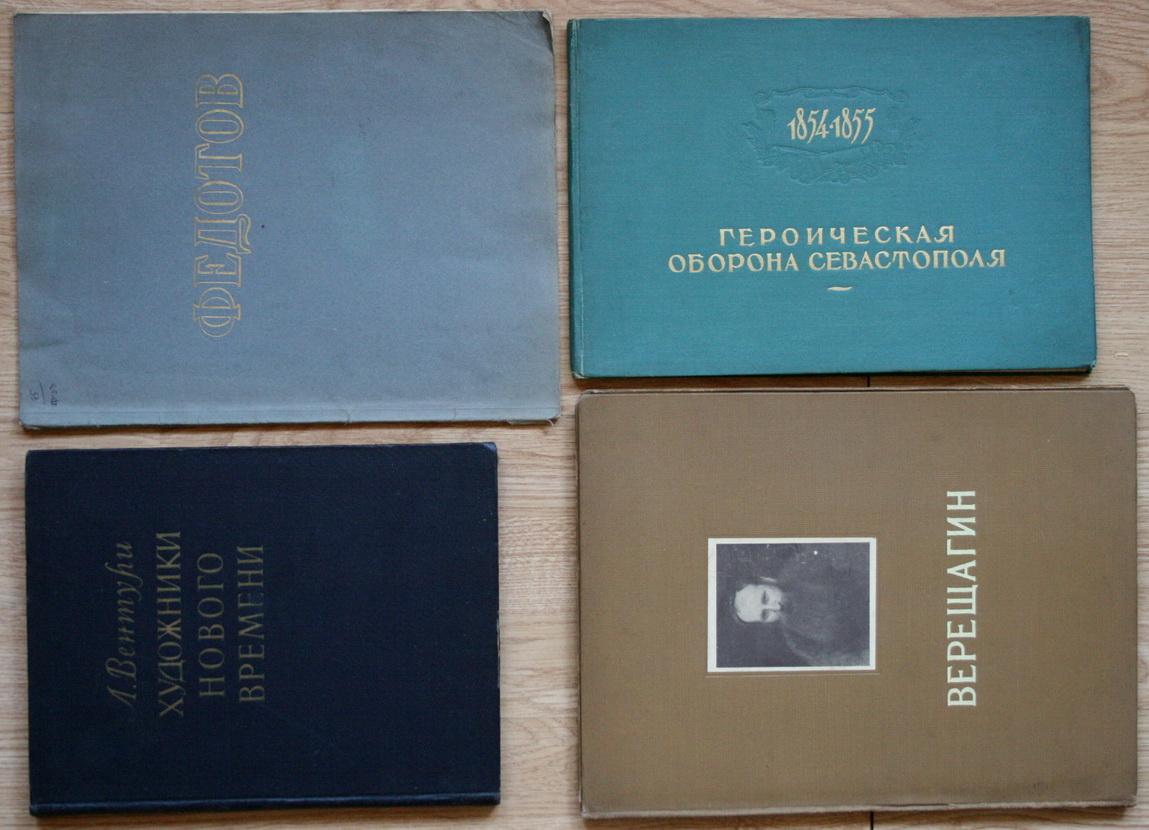 ФЕДОТОВ
1854·1855
ГЕРОИЧЕСКАЯ
ОБОРОНА СЕВАСТОПОЛЯ
Л. Вентури
ХУДОЖНИКИ
НОВОГО
ВРЕМЕНИ
ВЕРЕЩАГИН